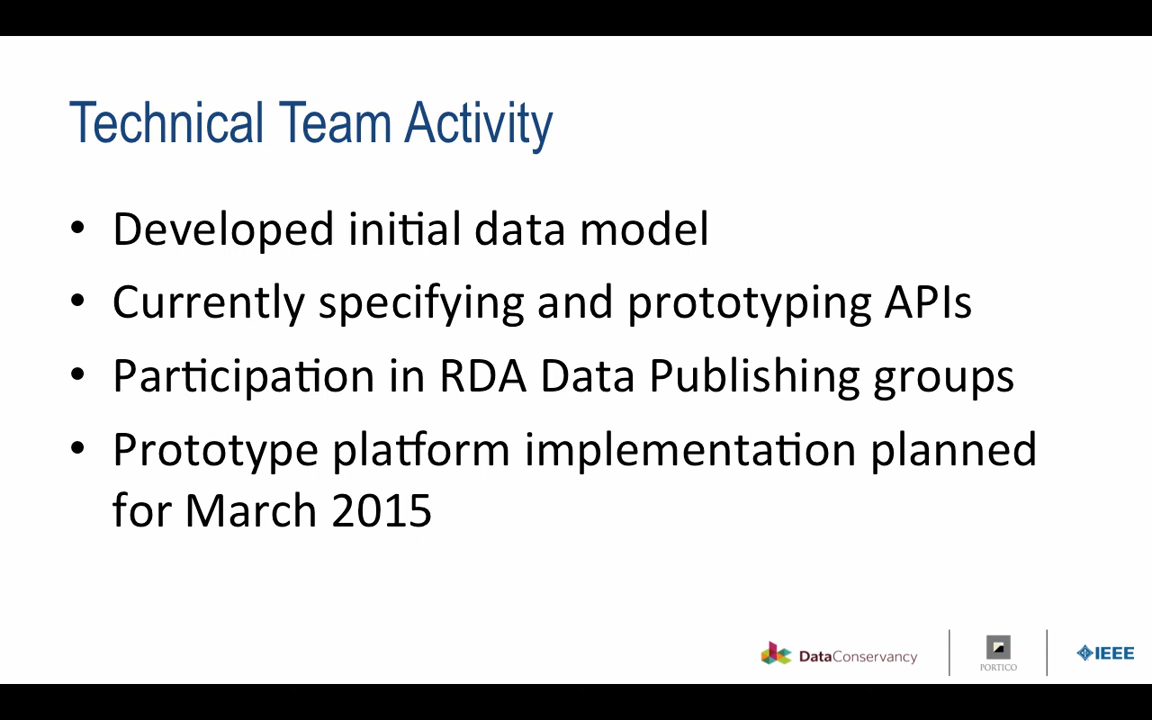 Technical Team Activity
• Developed initial data model
• Currently specifying and prototyping APIs
• Participation in RDA Data Publishing groups
• Prototype platform implementation planned
for March 2015
DataConservancy
PORTICO
IEEE